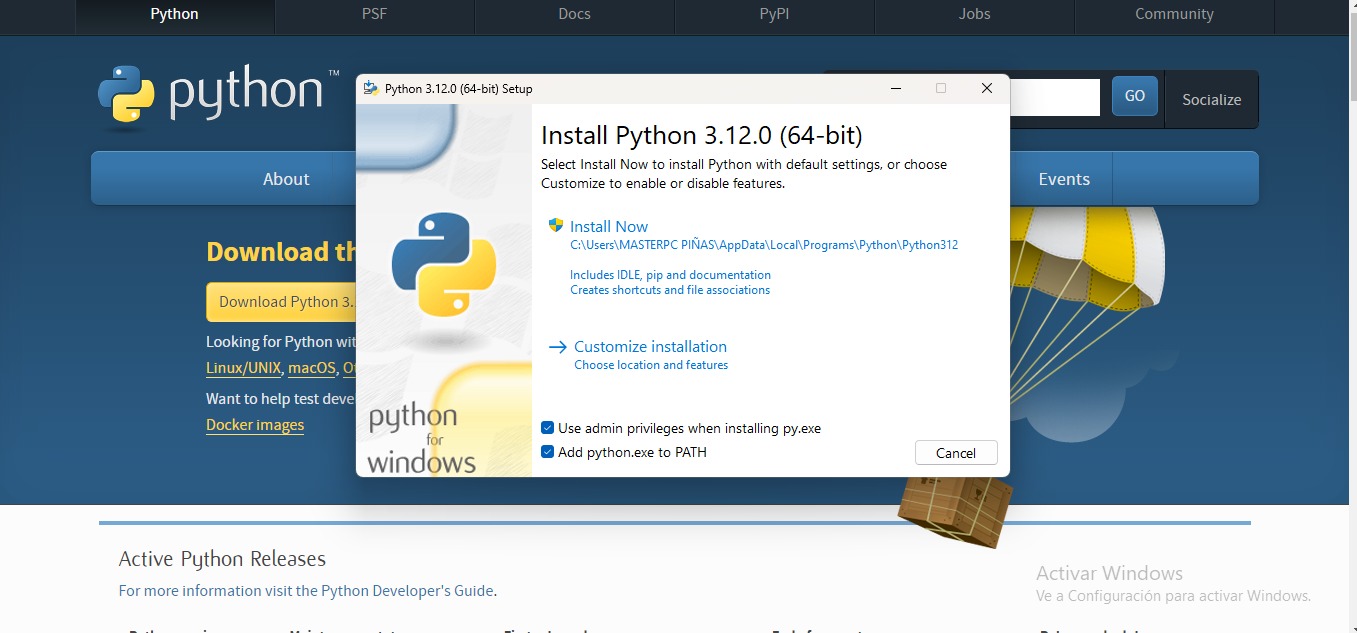 Python PSF Docs PyPI Jobs Community
python™
GO
Socialize
About
Events
Download th
Download Python 3.
Looking for Python wit
Linux/UNIX, macOS, Ot
Want to help test deve
Docker images
Python 3.12.0 (64-bit) Setup
Install Python 3.12.0 (64-bit)
Select Install Now to install Python with default settings, or choose
Customize to enable or disable features.
Install Now
C:\Users\MASTERPC PIÑAS\AppData\Local\Programs\Python\Python312
Includes IDLE, pip and documentation
Creates shortcuts and file associations
Customize installation
Choose location and features
python
for
windows
Use admin privileges when installing py.exe
Add python.exe to PATH
Cancel
Active Python Releases
For more information visit the Python Developer's Guide.
Activar Windows
Ve a Configuración para activar Windows.